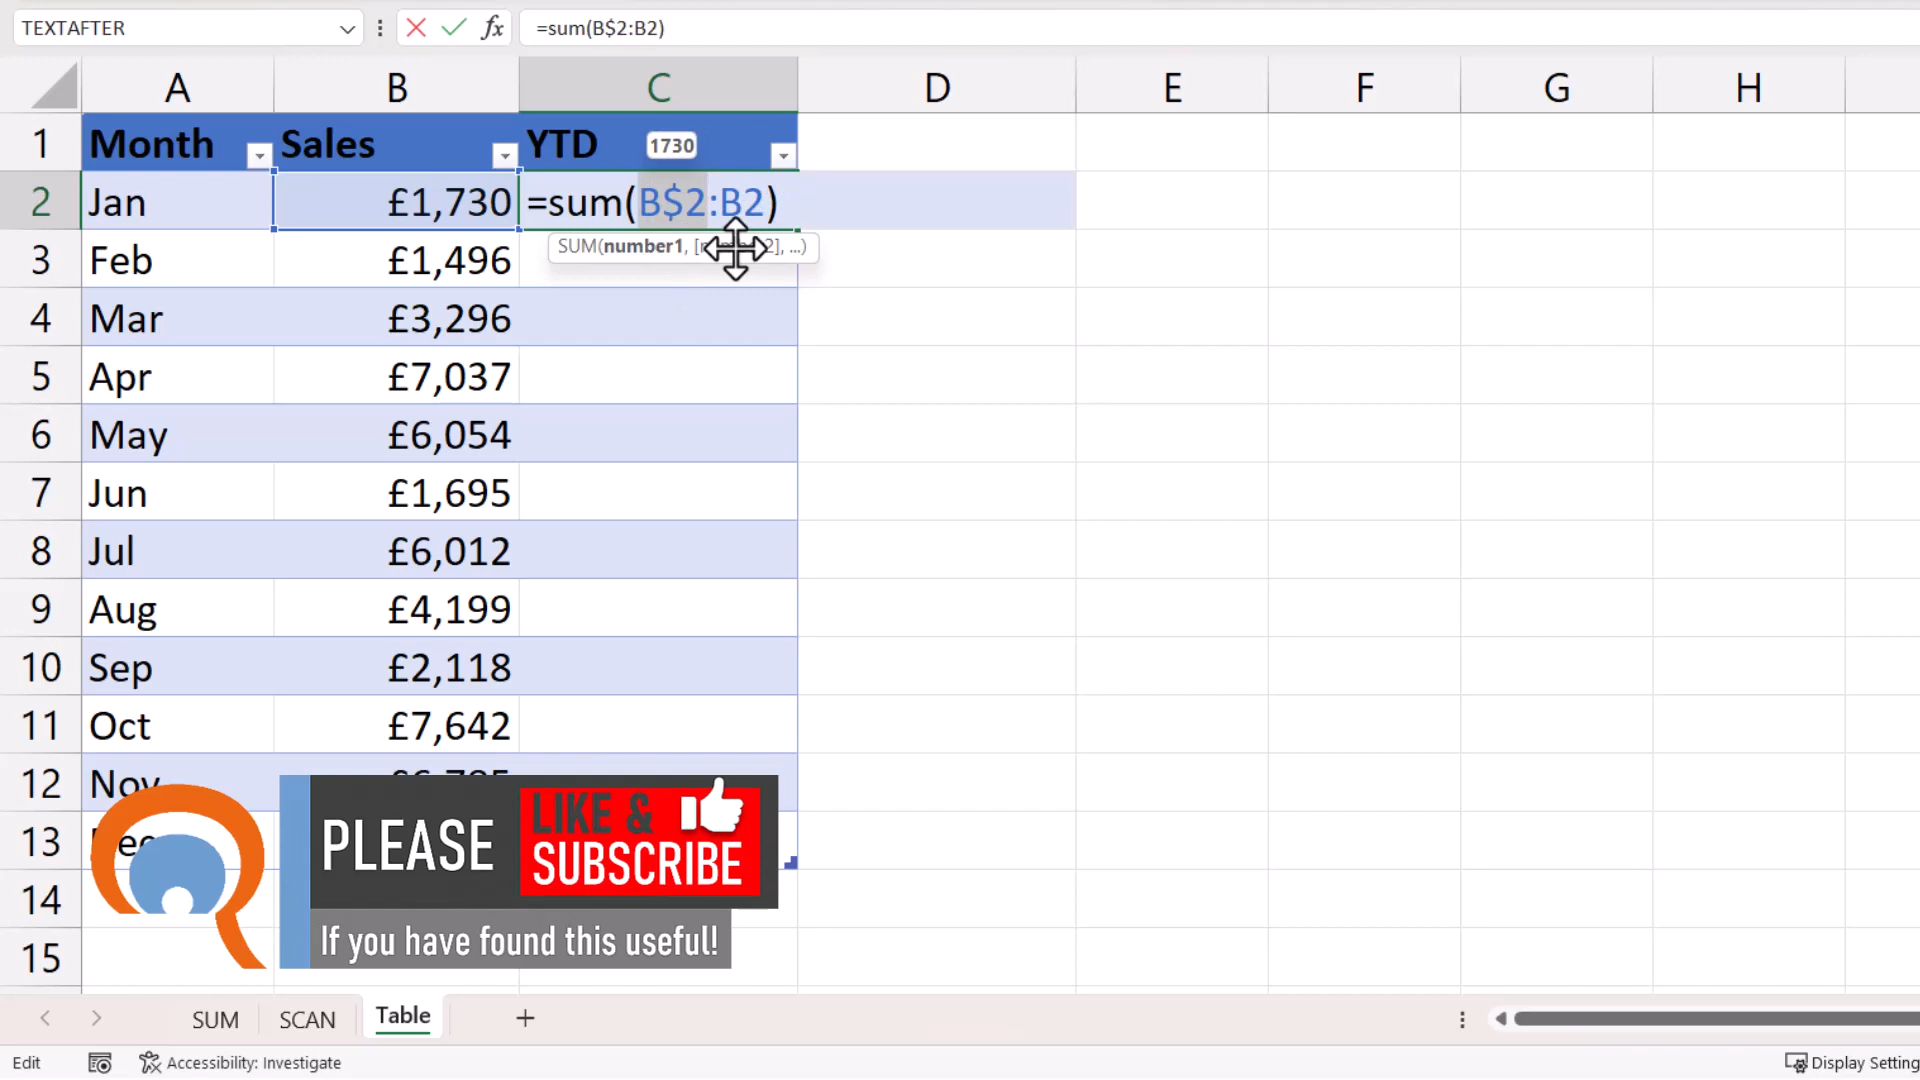 TEXTAFTER fx =sum(B$2:B2)
A B C D E F G H
1 Month Sales YTD 1730
2 Jan £1,730 =sum(B$2:B2)
SUM(number1, ...)
3 Feb £1,496
4 Mar £3,296
5 Apr £7,037
6 May £6,054
7 Jun £1,695
8 Jul £6,012
9 Aug £4,199
10 Sep £2,118
11 Oct £7,642
12 Nov
13
14
15
PLEASE LIKE & SUBSCRIBE
If you have found this useful!
SUM SCAN Table
Edit Accessibility: Investigate Display Setting